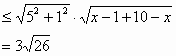 ≤ √(5² + 1²) · √(x − 1 + 10 − x)
= 3√26